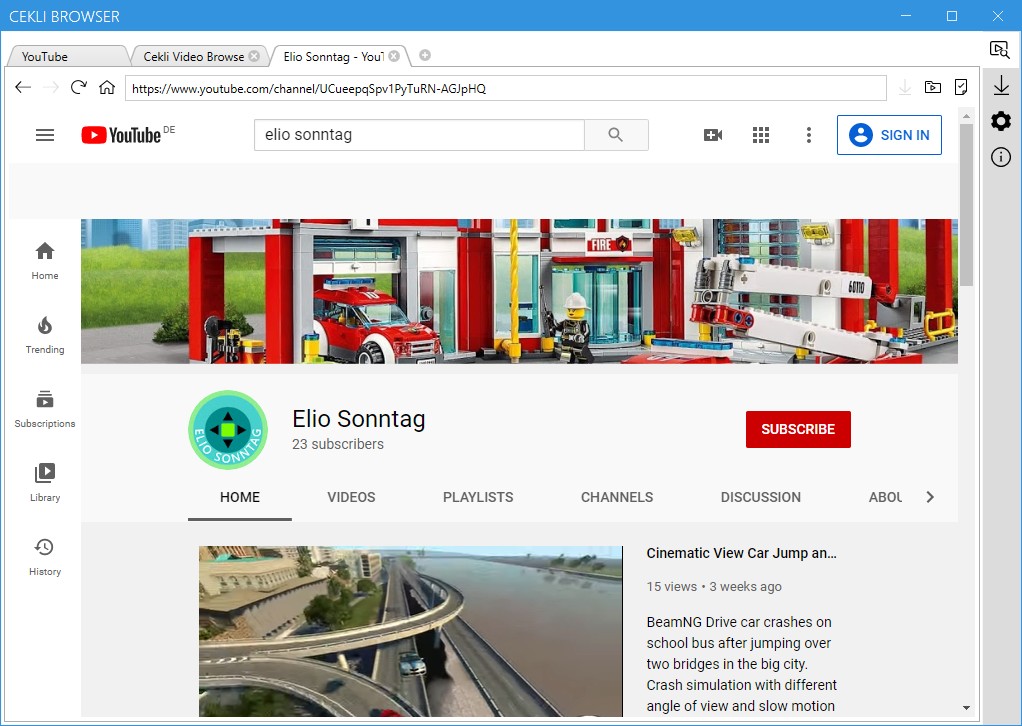 CEKLI BROWSER
YouTube
Cekli Video Browse
Elio Sonntag - YouT
https://www.youtube.com/channel/UCueepqSpv1PyTuRN-AGJpHQ
YouTube DE
elio sonntag
SIGN IN
FIRE
60110
10
Home
Trending
Subscriptions
Library
History
ELIO SONNTAG
Elio Sonntag
23 subscribers
SUBSCRIBE
HOME
VIDEOS
PLAYLISTS
CHANNELS
DISCUSSION
ABOU
Cinematic View Car Jump an...
15 views • 3 weeks ago
BeamNG Drive car crashes on
school bus after jumping over
two bridges in the big city.
Crash simulation with different
angle of view and slow motion